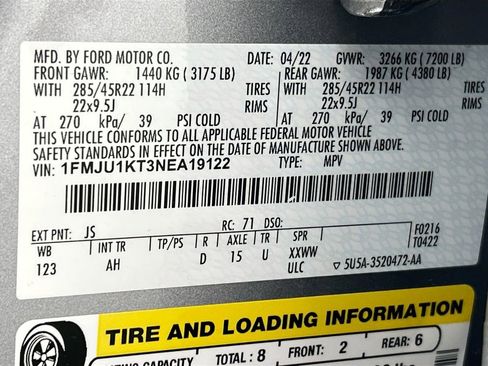 MFD. BY FORD MOTOR CO. DATE: 04/22 GVWR: 3266 KG ( 7200 LB)
FRONT GAWR: 1440 KG ( 3175 LB) REAR GAWR: 1987 KG ( 4380 LB)
WITH 285/45R22 114H TIRES WITH 285/45R22 114H TIRES
22x9.5J RIMS 22x9.5J RIMS
AT 270 kPa/ 39 PSI COLD AT 270 kPa/ 39 PSI COLD
THIS VEHICLE CONFORMS TO ALL APPLICABLE FEDERAL MOTOR VEHICLE
SAFETY STANDARDS IN EFFECT ON THE DATE OF MANUFACTURE SHOWN ABOVE.
VIN: 1FMJU1KT3NEA19122 TYPE: MPV
EXT PNT: JS RC: 71 DSO: F0216
WB INT TR TP/PS R AXLE TR SPR T0422
123 AH D 15 U XXWW
ULC ▽ 5U5A-3520472-AA
TIRE AND LOADING INFORMATION
CAPACITY TOTAL : 8 FRONT: 2 REAR: 6